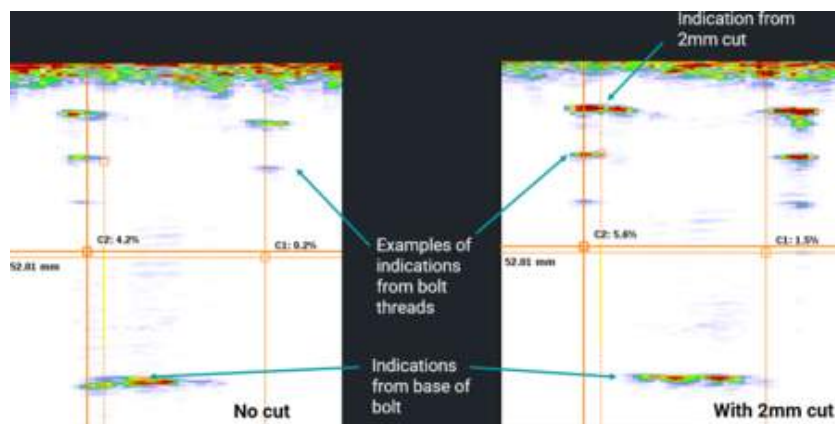 Indication from
2mm cut
C2: 4.2%
C1: 0.2%
52.01 mm
Examples of
indications
from bolt
threads
C2: 5.6%
C1: 1.5%
52.01 mm
Indications
from base of
bolt
No cut
With 2mm cut